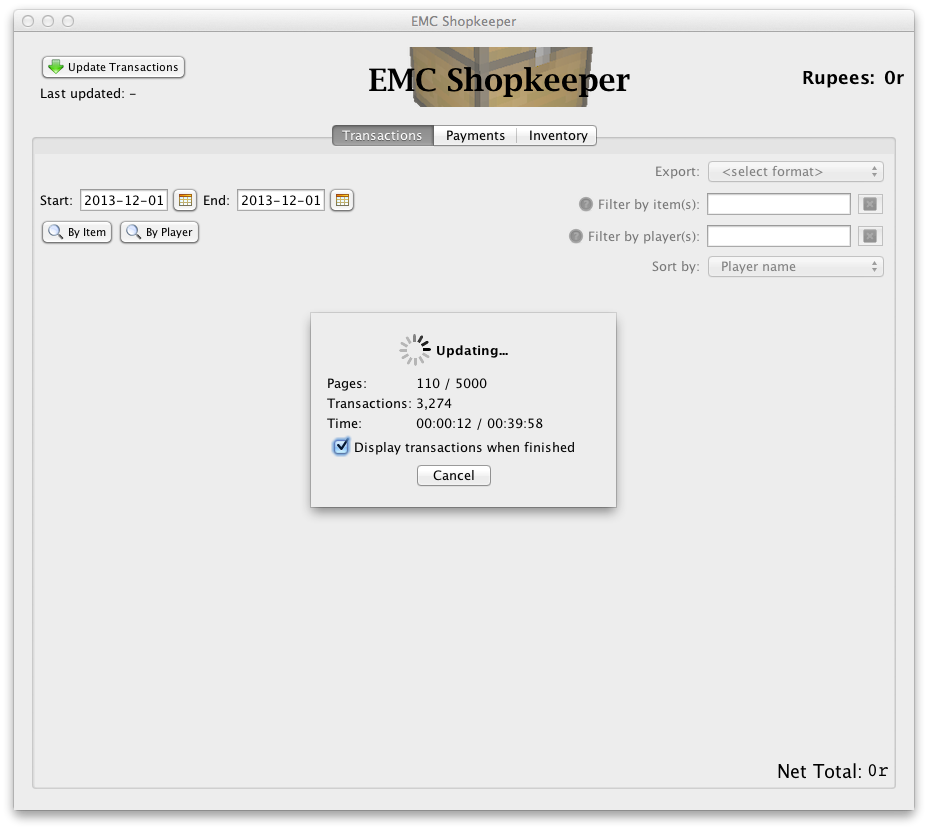 EMC Shopkeeper
Update Transactions
Last updated: -
EMC Shopkeeper
Rupees: 0r
Transactions Payments Inventory
Export: <select format>
Start: 2013-12-01 End: 2013-12-01
? Filter by item(s):
By Item By Player
? Filter by player(s):
Sort by: Player name
Updating...
Pages: 110 / 5000
Transactions: 3,274
Time: 00:00:12 / 00:39:58
Display transactions when finished
Cancel
Net Total: 0r